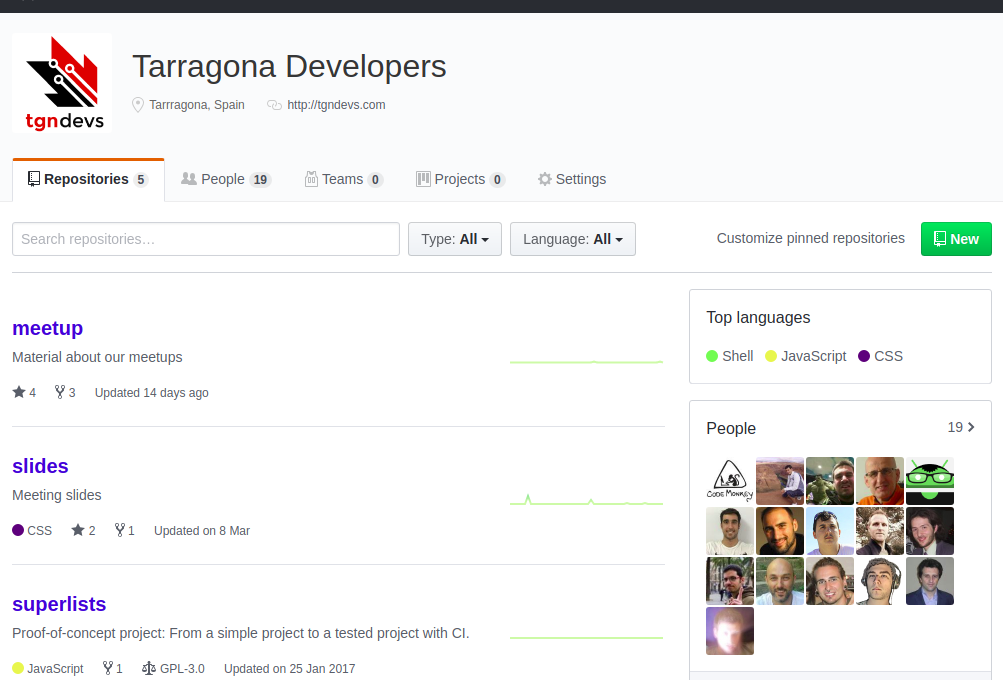 Tarragona Developers
Tarrragona, Spain http://tgndevs.com
tgndevs
Repositories 5 People 19 Teams 0 Projects 0 Settings
Search repositories… Type: All Language: All Customize pinned repositories New
meetup
Material about our meetups
4 3 Updated 14 days ago
slides
Meeting slides
CSS 2 1 Updated on 8 Mar
superlists
Proof-of-concept project: From a simple project to a tested project with CI.
JavaScript 1 GPL-3.0 Updated on 25 Jan 2017
Top languages
Shell JavaScript CSS
People 19
CODE MONKEY